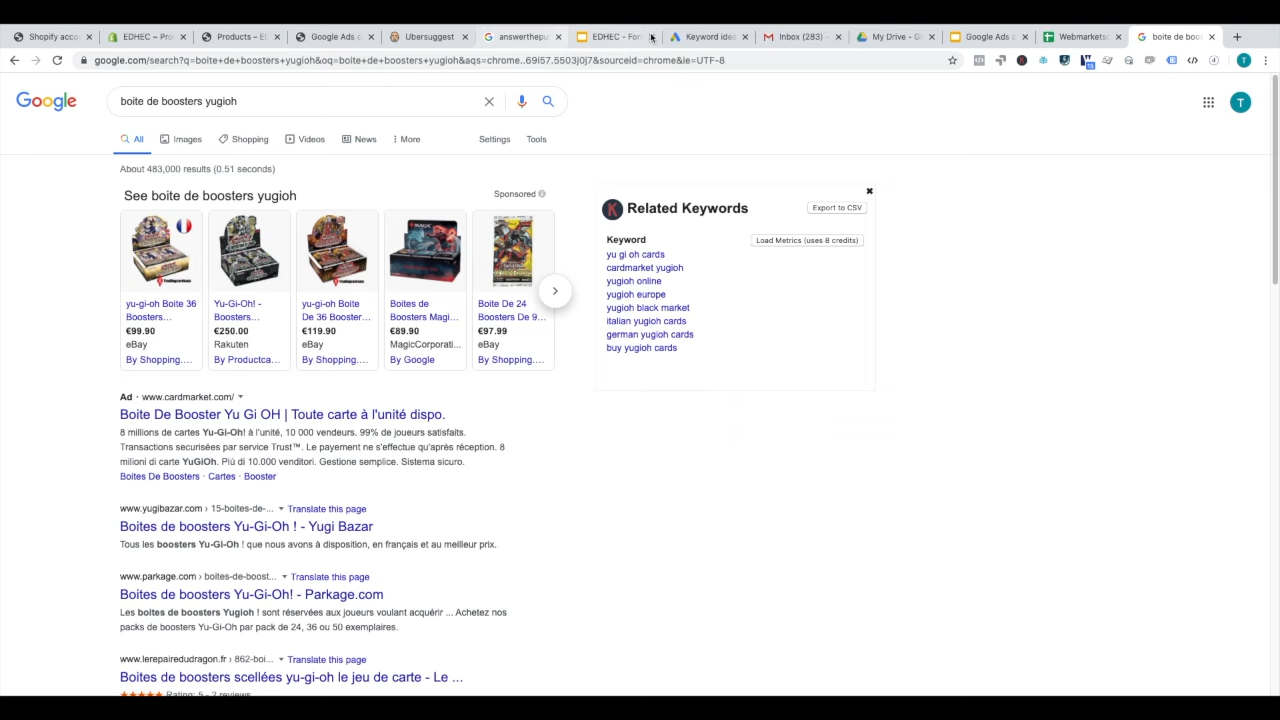 Shopify acco
EDHEC ~ Pro
Products ~ E
Google Ads c
Ubersuggest
answerthepu
EDHEC - For
Keyword idea
Inbox (283) -
My Drive - G
Google Ads c
Webmarketsc
boite de boos
google.com/search?q=boite+de+boosters+yugioh&oq=boite+de+boosters+yugioh&aqs=chrome..69i57.5503j0j7&sourceid=chrome&ie=UTF-8
T
Google
boite de boosters yugioh
T
All
Images
Shopping
Videos
News
More
Settings
Tools
About 483,000 results (0.51 seconds)
See boite de boosters yugioh
Sponsored
yu-gi-oh Boite 36 Boosters...
€99.90
eBay
By Shopping....
Yu-Gi-Oh! - Boosters...
€250.00
Rakuten
By Productca...
yu-gi-oh Boite De 36 Booster...
€119.90
eBay
By Shopping....
MAGIC
Boites de Boosters Magi...
€89.90
MagicCorporati...
By Google
Boite De 24 Boosters De 9...
€97.99
eBay
By Shopping....
K Related Keywords
Export to CSV
Keyword
Load Metrics (uses 8 credits)
yu gi oh cards
cardmarket yugioh
yugioh online
yugioh europe
yugioh black market
italian yugioh cards
german yugioh cards
buy yugioh cards
Ad · www.cardmarket.com/
Boite De Booster Yu Gi OH | Toute carte à l'unité dispo.
8 millions de cartes Yu-Gi-Oh! à l'unité, 10 000 vendeurs. 99% de joueurs satisfaits.
Transactions securisées par service Trust™. Le payement ne s'effectue qu'après réception. 8
milioni di carte YuGiOh. Più di 10.000 venditori. Gestione semplice. Sistema sicuro.
Boites De Boosters · Cartes · Booster
www.yugibazar.com › 15-boites-de-... Translate this page
Boites de boosters Yu-Gi-Oh ! - Yugi Bazar
Tous les boosters Yu-Gi-Oh ! que nous avons à disposition, en français et au meilleur prix.
www.parkage.com › boites-de-boost... Translate this page
Boites de boosters Yu-Gi-Oh! - Parkage.com
Les boites de boosters Yugioh ! sont réservées aux joueurs voulant acquérir ... Achetez nos
packs de boosters Yu-Gi-Oh par pack de 24, 36 ou 50 exemplaires.
www.lerepairedudragon.fr › 862-boi... Translate this page
Boites de boosters scellées yu-gi-oh le jeu de carte - Le ...
Rating: 5 - 2 reviews